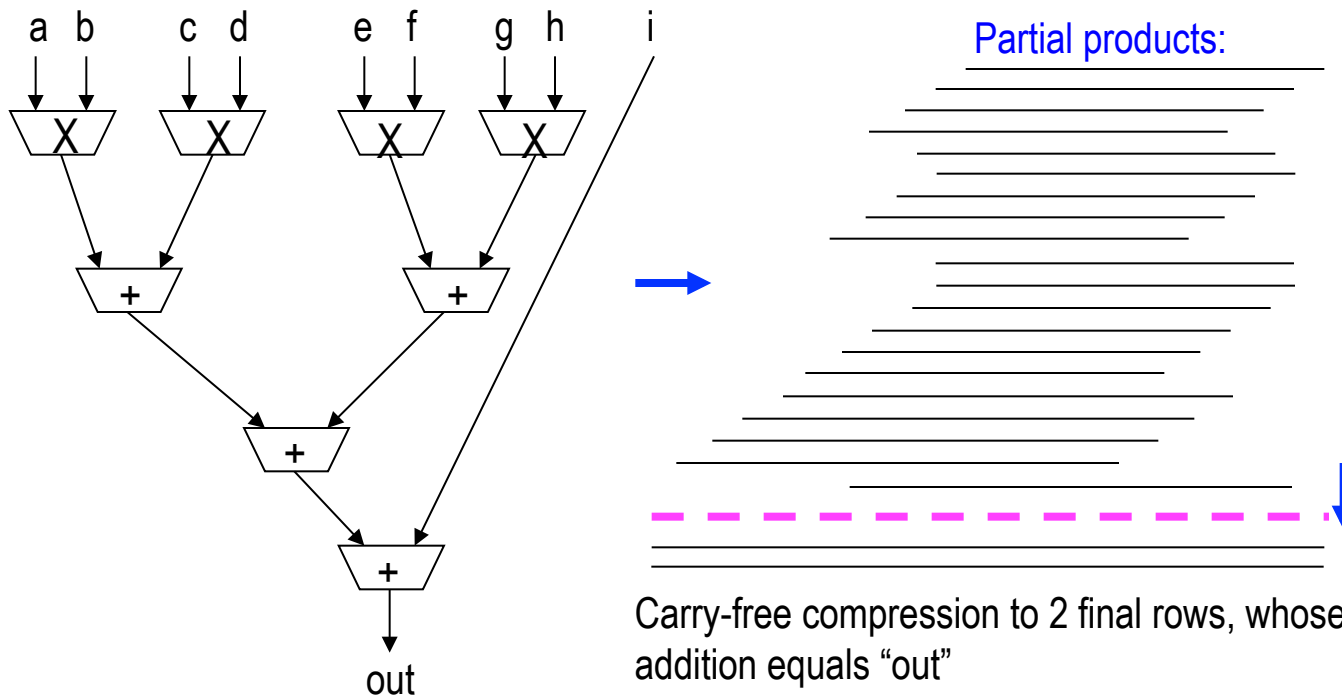 a b c d e f g h i
X X X X
+ +
+
+
out
Partial products:
Carry-free compression to 2 final rows, whose
addition equals “out”